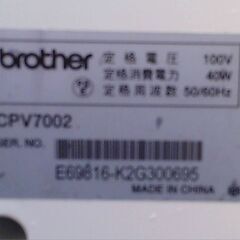 brother
定格電圧 100V
定格消費電力 40W
定格周波数 50/60Hz
CPV7002
SER.NO.
E69816-K2G300695
MADE IN CHINA